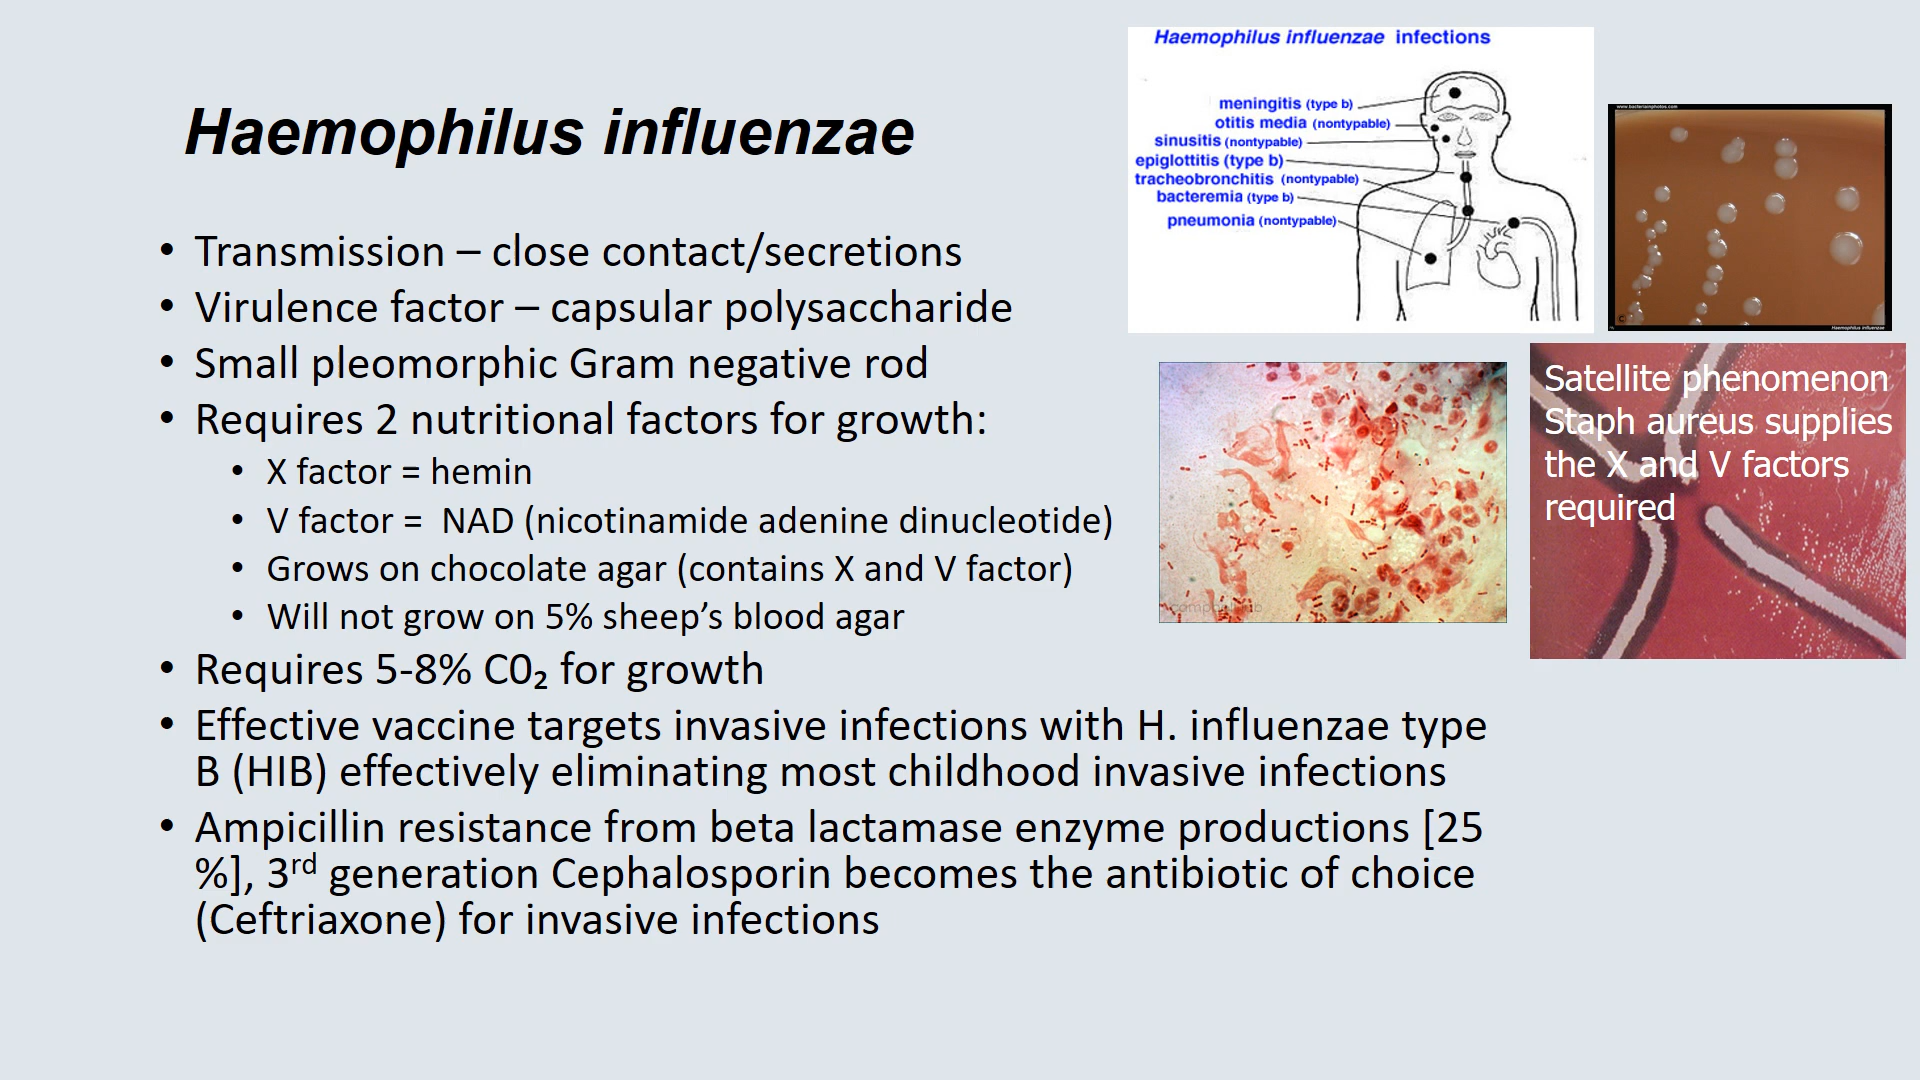 Haemophilus influenzae
• Transmission – close contact/secretions
• Virulence factor – capsular polysaccharide
• Small pleomorphic Gram negative rod
• Requires 2 nutritional factors for growth:
• X factor = hemin
• V factor = NAD (nicotinamide adenine dinucleotide)
• Grows on chocolate agar (contains X and V factor)
• Will not grow on 5% sheep’s blood agar
• Requires 5-8% C0₂ for growth
• Effective vaccine targets invasive infections with H. influenzae type
B (HIB) effectively eliminating most childhood invasive infections
• Ampicillin resistance from beta lactamase enzyme productions [25
%], 3rd generation Cephalosporin becomes the antibiotic of choice
(Ceftriaxone) for invasive infections
Haemophilus influenzae infections
meningitis (type b)
otitis media (nontypable)
sinusitis (nontypable)
epiglottitis (type b)
tracheobronchitis (nontypable)
bacteremia (type b)
pneumonia (nontypable)
www.bacteriainphotos.com
Haemophilus influenzae
Satellite phenomenon
Staph aureus supplies
the X and V factors
required